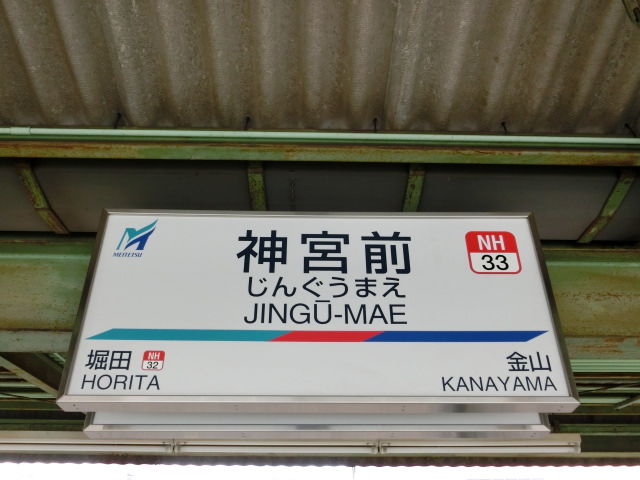 MEITETSU
神宮前
じんぐうまえ
JINGŪ-MAE
NH
33
堀田
NH
32
HORITA
金山
KANAYAMA